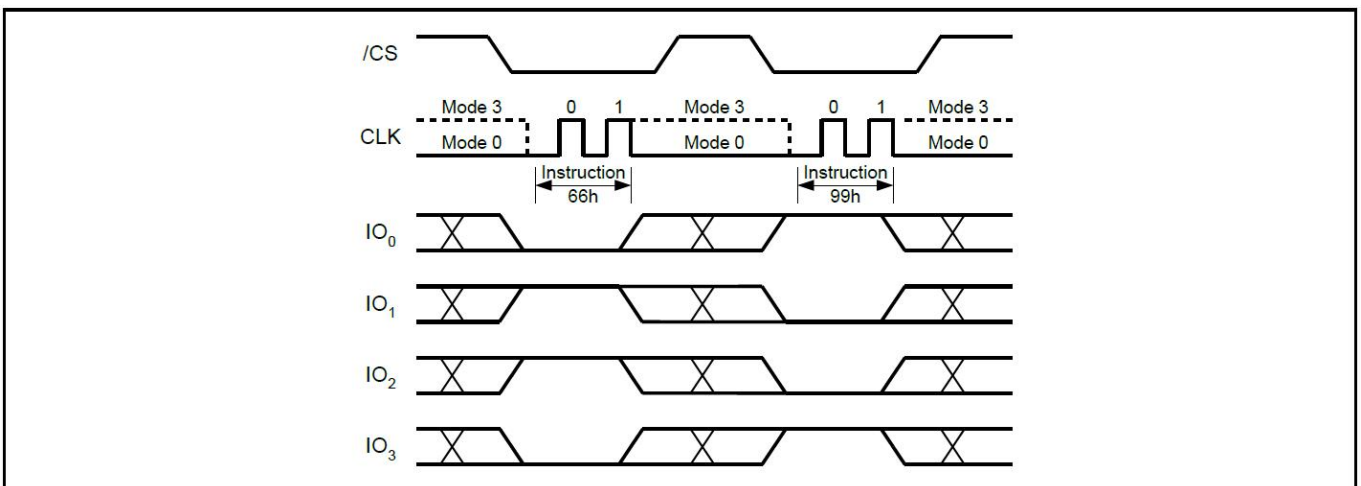 /CS
Mode 3 0 1 Mode 3 0 1 Mode 3
CLK
Mode 0 Mode 0 Mode 0
Instruction Instruction
66h 99h
IO0
IO1
IO2
IO3